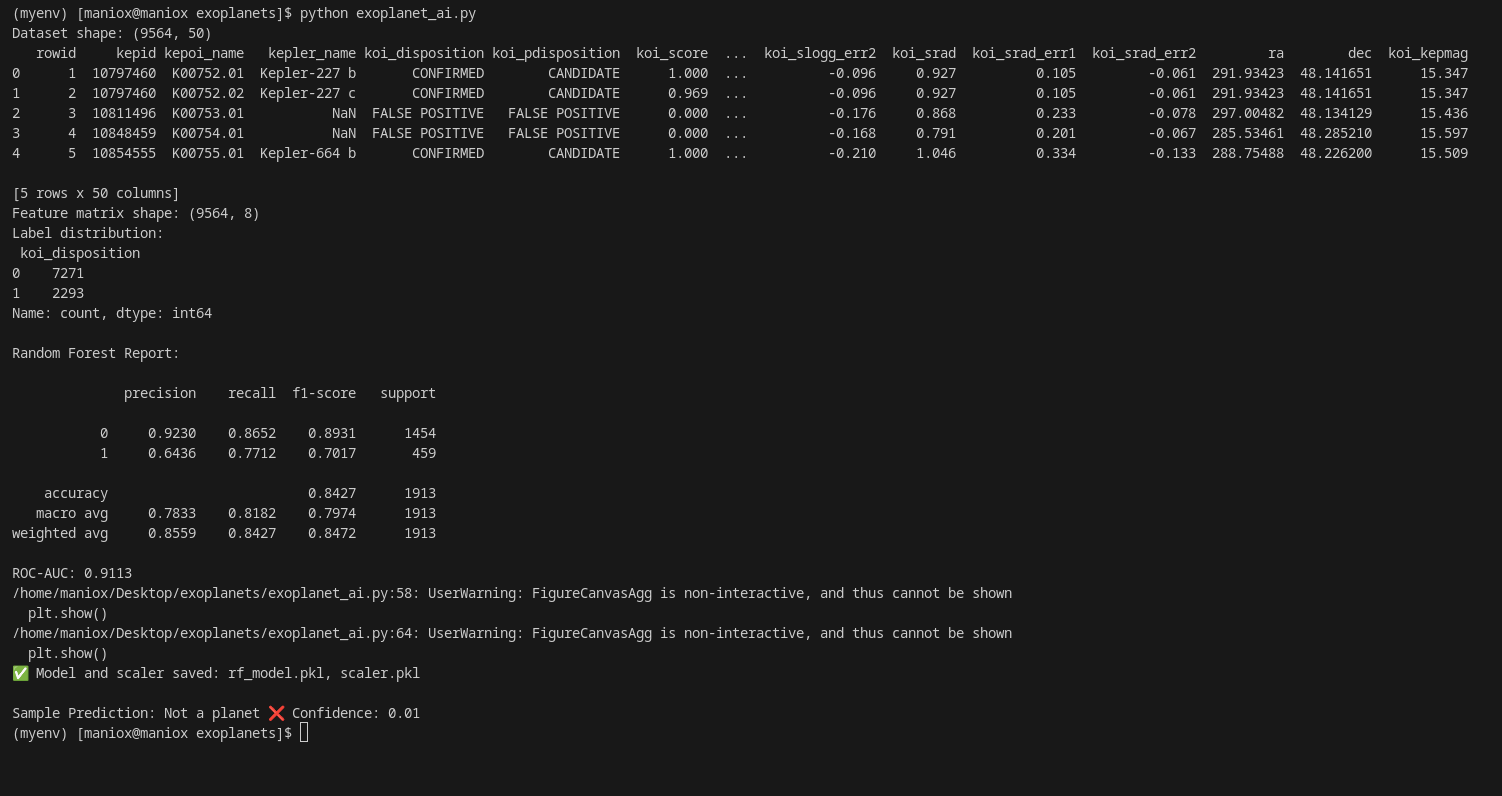 (myenv) [maniox@maniox exoplanets]$ python exoplanet_ai.py
Dataset shape: (9564, 50)
   rowid     kepid kepoi_name   kepler_name koi_disposition koi_pdisposition  koi_score  ...  koi_slogg_err2  koi_srad  koi_srad_err1  koi_srad_err2         ra        dec  koi_kepmag
0      1  10797460  K00752.01  Kepler-227 b       CONFIRMED        CANDIDATE      1.000  ...          -0.096     0.927          0.105         -0.061  291.93423  48.141651      15.347
1      2  10797460  K00752.02  Kepler-227 c       CONFIRMED        CANDIDATE      0.969  ...          -0.096     0.927          0.105         -0.061  291.93423  48.141651      15.347
2      3  10811496  K00753.01           NaN  FALSE POSITIVE   FALSE POSITIVE      0.000  ...          -0.176     0.868          0.233         -0.078  297.00482  48.134129      15.436
3      4  10848459  K00754.01           NaN  FALSE POSITIVE   FALSE POSITIVE      0.000  ...          -0.168     0.791          0.201         -0.067  285.53461  48.285210      15.597
4      5  10854555  K00755.01  Kepler-664 b       CONFIRMED        CANDIDATE      1.000  ...          -0.210     1.046          0.334         -0.133  288.75488  48.226200      15.509
[5 rows x 50 columns]
Feature matrix shape: (9564, 8)
Label distribution:
 koi_disposition
0    7271
1    2293
Name: count, dtype: int64
Random Forest Report:
              precision    recall  f1-score   support
           0     0.9230    0.8652    0.8931      1454
           1     0.6436    0.7712    0.7017       459
    accuracy                         0.8427      1913
   macro avg     0.7833    0.8182    0.7974      1913
weighted avg     0.8559    0.8427    0.8472      1913
ROC-AUC: 0.9113
/home/maniox/Desktop/exoplanets/exoplanet_ai.py:58: UserWarning: FigureCanvasAgg is non-interactive, and thus cannot be shown
  plt.show()
/home/maniox/Desktop/exoplanets/exoplanet_ai.py:64: UserWarning: FigureCanvasAgg is non-interactive, and thus cannot be shown
  plt.show()
✅ Model and scaler saved: rf_model.pkl, scaler.pkl
Sample Prediction: Not a planet ❌ Confidence: 0.01
(myenv) [maniox@maniox exoplanets]$